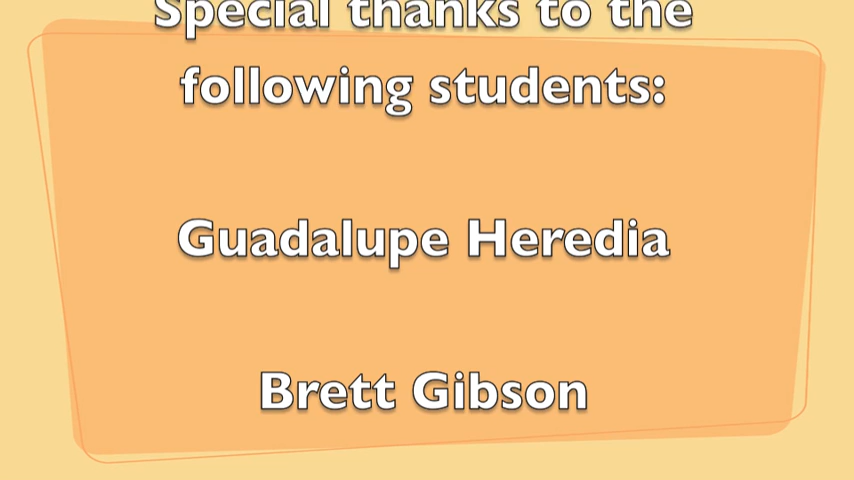 Special thanks to the
following students:
Guadalupe Heredia
Brett Gibson